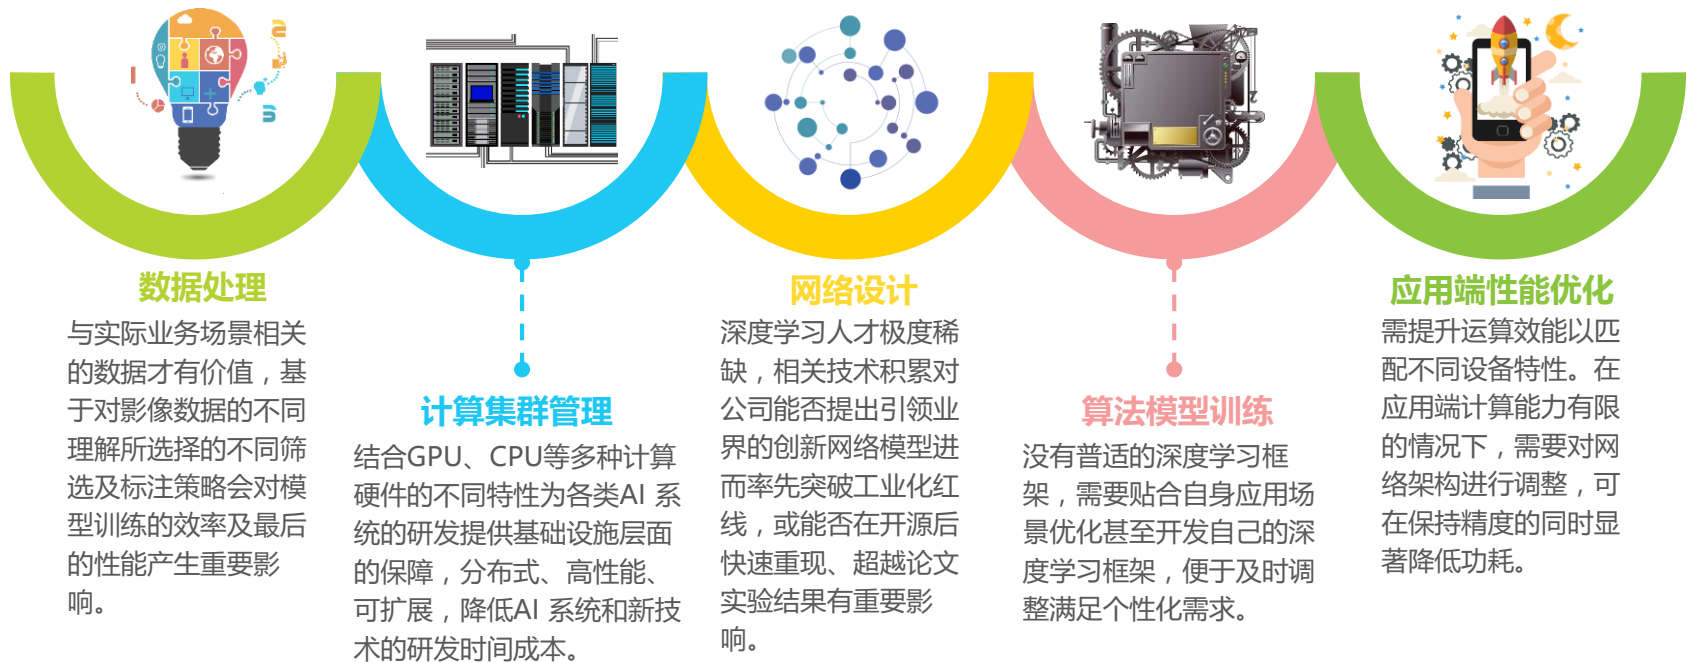 数据处理
与实际业务场景相关
的数据才有价值，基
于对影像数据的不同
理解所选择的不同筛
选及标注策略会对模
型训练的效率及最后
的性能产生重要影
响。
计算集群管理
结合GPU、CPU等多种计算
硬件的不同特性为各类AI 系
统的研发提供基础设施层面
的保障，分布式、高性能、
可扩展，降低AI 系统和新技
术的研发时间成本。
网络设计
深度学习人才极度稀
缺，相关技术积累对
公司能否提出引领业
界的创新网络模型进
而率先突破工业化红
线，或能否在开源后
快速重现、超越论文
实验结果有重要影
响。
算法模型训练
没有普适的深度学习框
架，需要贴合自身应用场
景优化甚至开发自己的深
度学习框架，便于及时调
整满足个性化需求。
应用端性能优化
需提升运算效能以匹
配不同设备特性。在
应用端计算能力有限
的情况下，需要对网
络架构进行调整，可
在保持精度的同时显
著降低功耗。